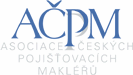 AČPM
ASOCIACE ČESKÝCH
POJIŠŤOVACÍCH
MAKLÉŘŮ